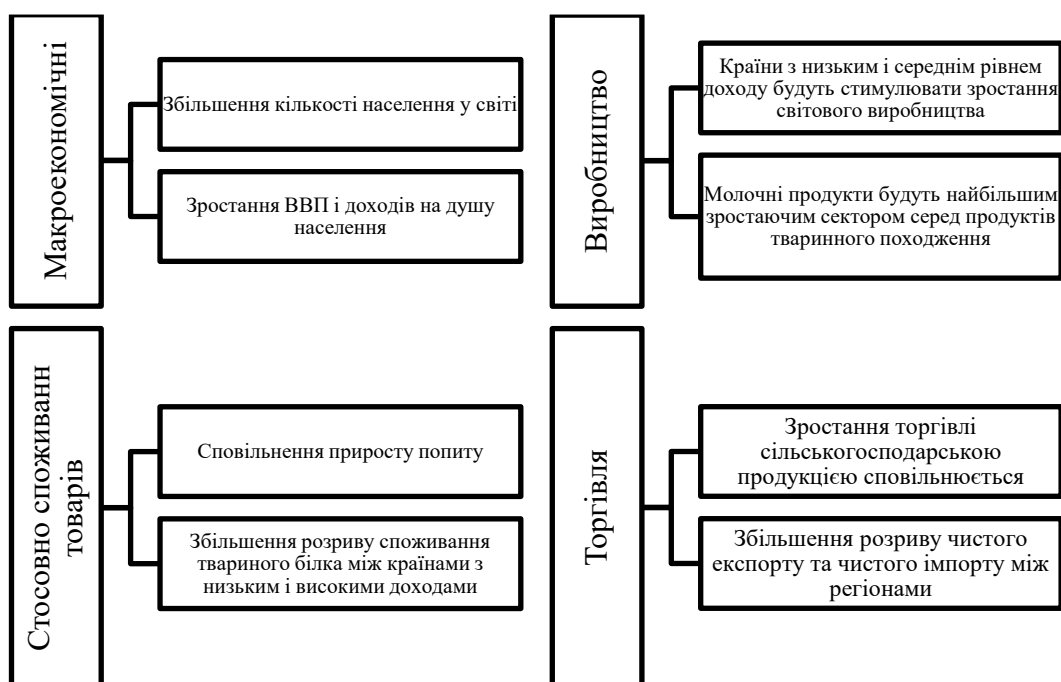 Макроекономічні
Збільшення кількості населення у світі
Зростання ВВП і доходів на душу
населення
Виробництво
Країни з низьким і середнім рівнем
доходу будуть стимулювати зростання
світового виробництва
Молочні продукти будуть найбільшим
зростаючим сектором серед продуктів
тваринного походження
Стосовно споживанн
товарів
Сповільнення приросту попиту
Збільшення розриву споживання
твариного білка між країнами з
низьким і високими доходами
Торгівля
Зростання торгівлі
сільськогосподарською
продукцією сповільнюється
Збільшення розриву чистого
експорту та чистого імпорту між
регіонами